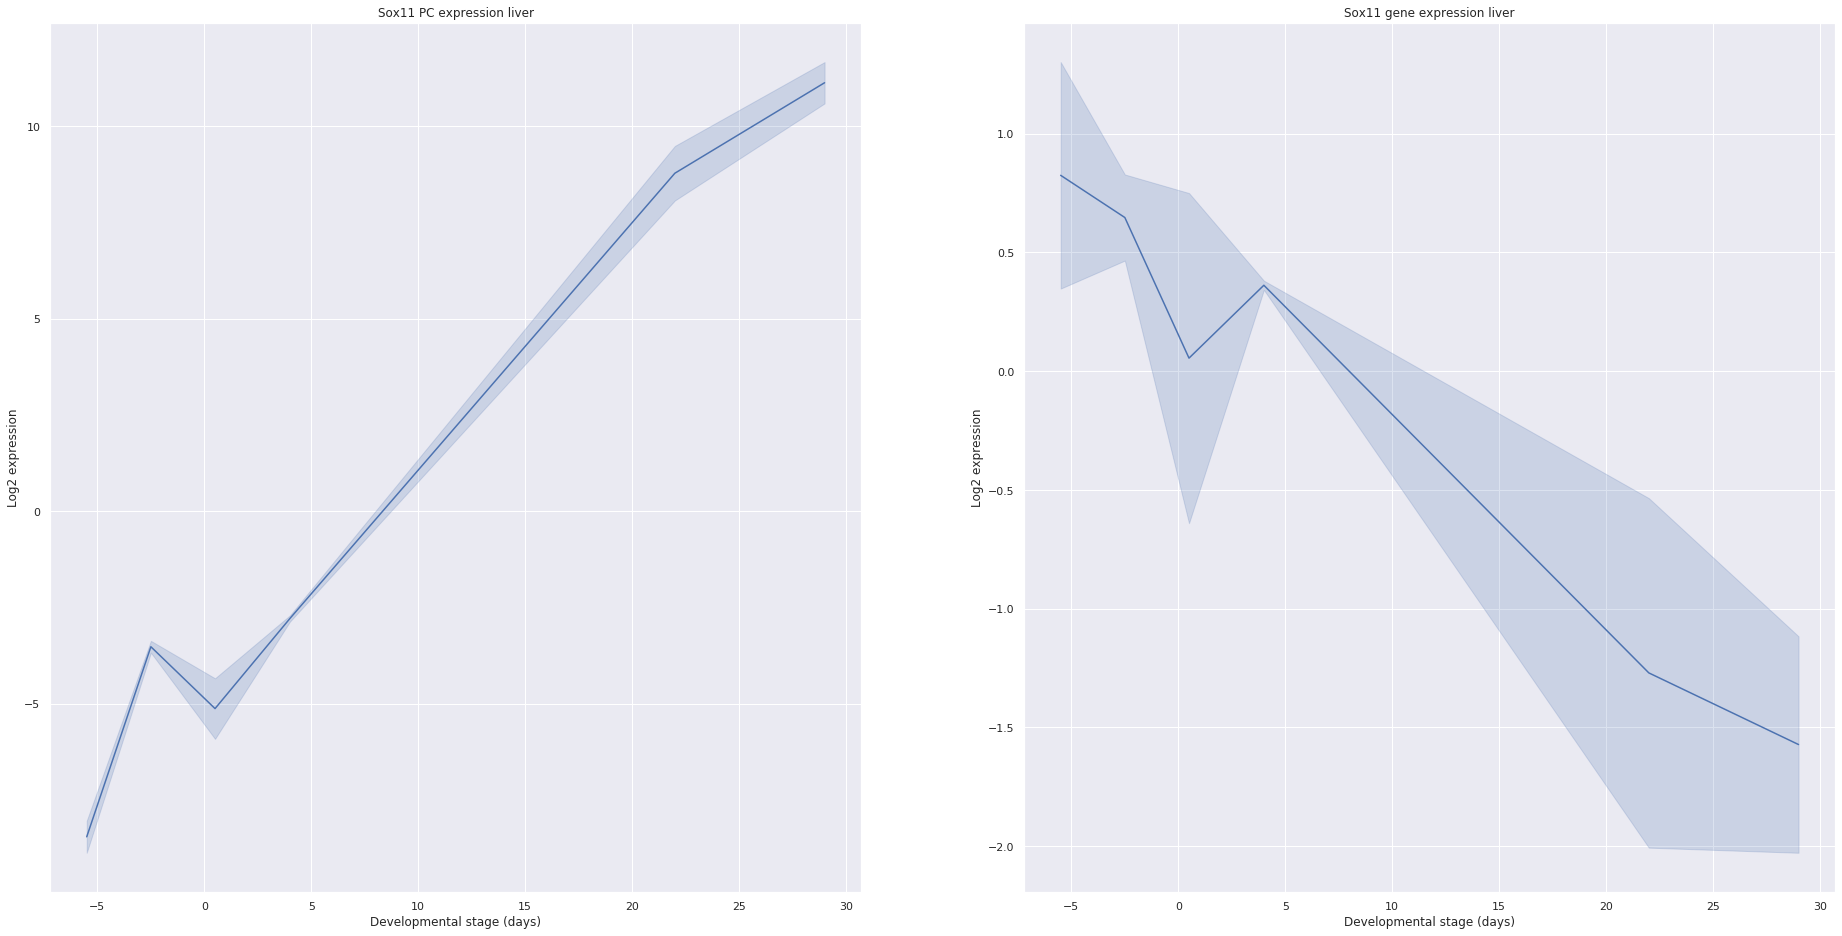 Sox11 PC expression liver
Log2 expression
10
5
0
−5
−5 0 5 10 15 20 25 30
Developmental stage (days)
Sox11 gene expression liver
Log2 expression
1.0
0.5
0.0
−0.5
−1.0
−1.5
−2.0
−5 0 5 10 15 20 25 30
Developmental stage (days)